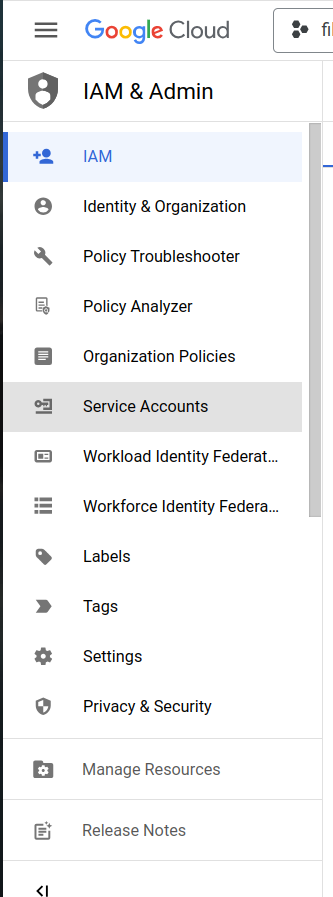 Google Cloud
IAM & Admin
IAM
Identity & Organization
Policy Troubleshooter
Policy Analyzer
Organization Policies
Service Accounts
Workload Identity Federat...
Workforce Identity Federa...
Labels
Tags
Settings
Privacy & Security
Manage Resources
Release Notes